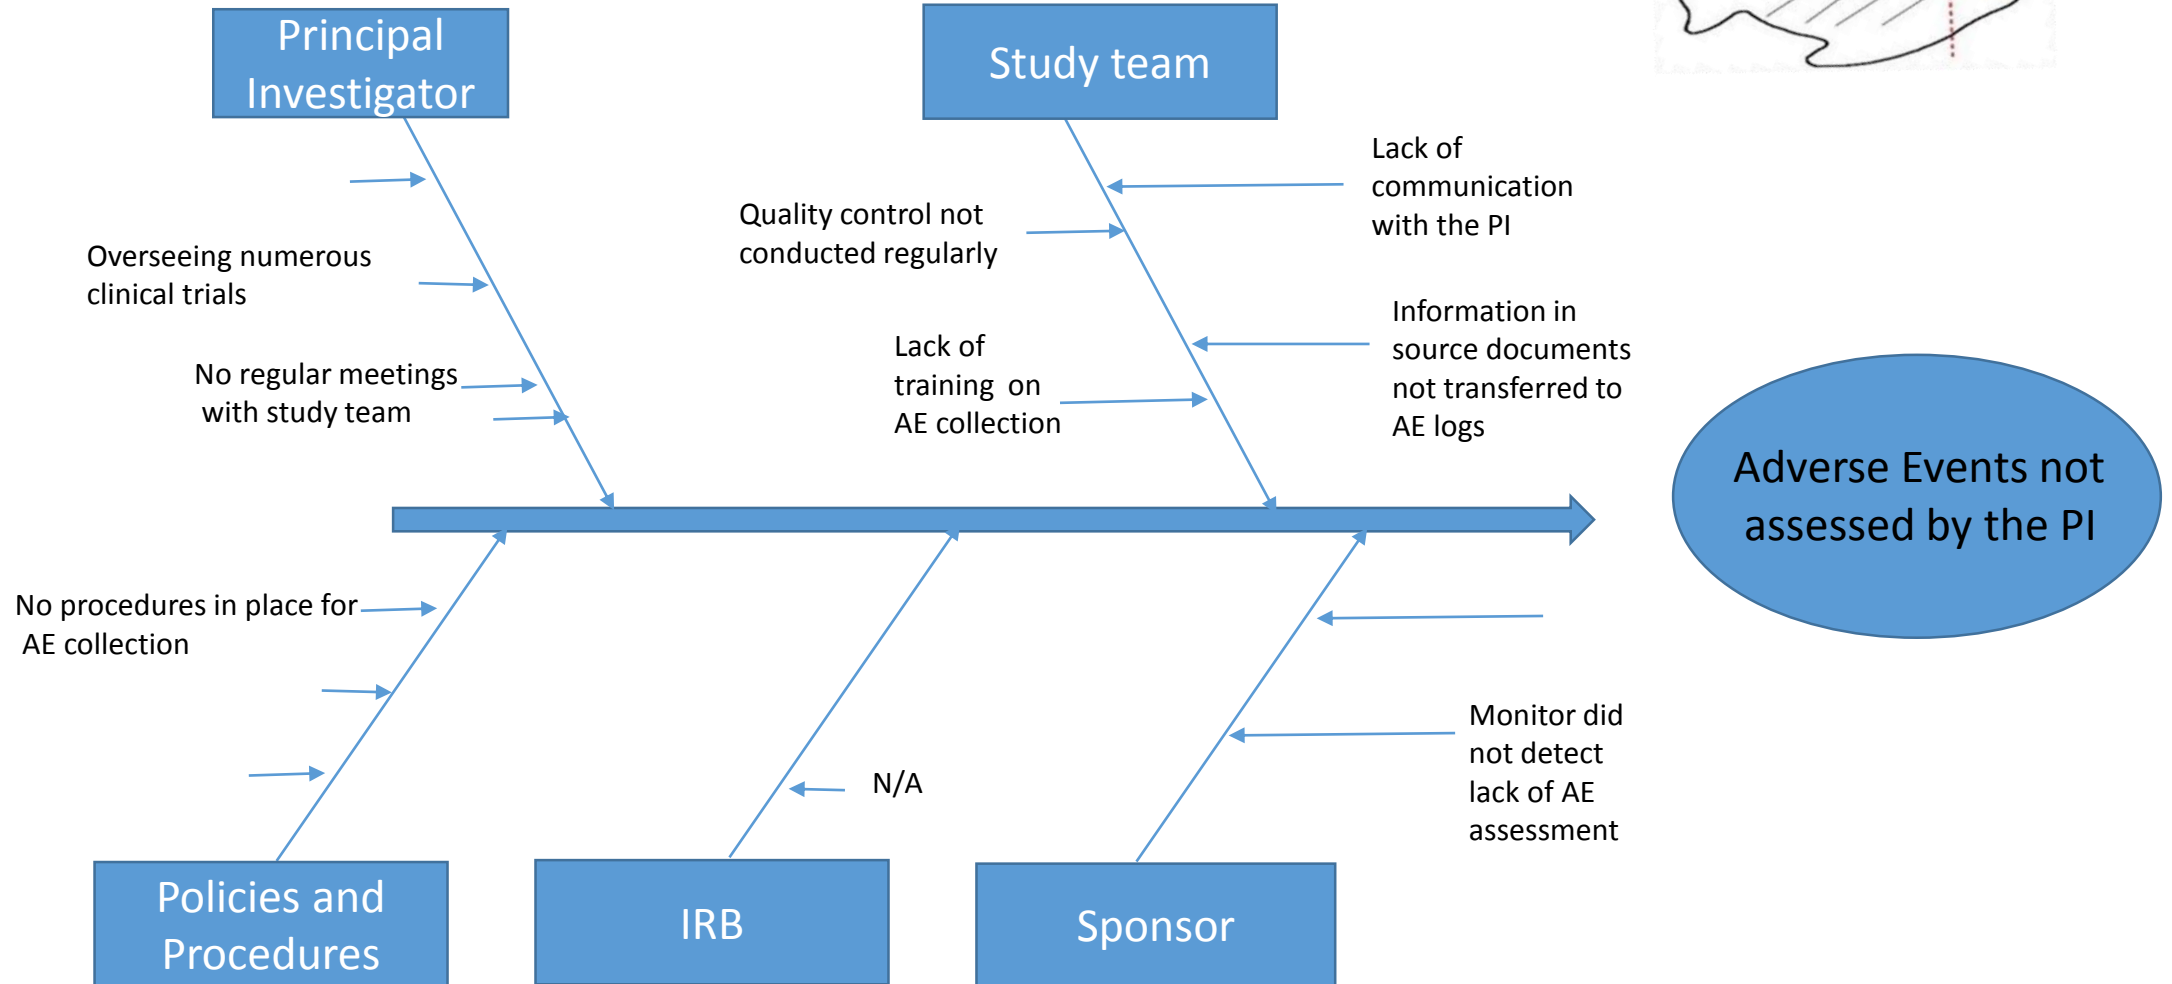 Principal
Investigator
Study team
Lack of
communication
with the PI
Quality control not
conducted regularly
Overseeing numerous
clinical trials
Information in
source documents
not transferred to
AE logs
Lack of
training on
AE collection
No regular meetings
with study team
Adverse Events not
assessed by the PI
No procedures in place for
AE collection
Monitor did
not detect
lack of AE
assessment
N/A
Policies and
Procedures
IRB
Sponsor